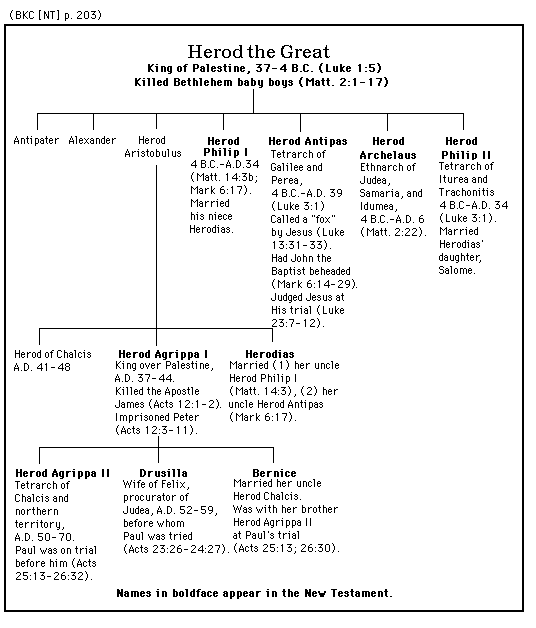 (BKC [NT] p. 203)
Herod the Great
King of Palestine, 37-4 B.C. (Luke 1:5)
Killed Bethlehem baby boys (Matt. 2:1-17)
Antipater
Alexander
Herod
Aristobulus
Herod
Philip I
4 B.C.-A.D.34
(Matt. 14:3b;
Mark 6:17).
Married
his niece
Herodias.
Herod Antipas
Tetrarch of
Galilee and
Perea,
4 B.C.-A.D. 39
(Luke 3:1)
Called a "fox"
by Jesus (Luke
13:31-33).
Had John the
Baptist beheaded
(Mark 6:14-29).
Judged Jesus at
His trial (Luke
23:7-12).
Herod
Archelaus
Ethnarch of
Judea,
Samaria, and
Idumea,
4 B.C.-A.D. 6
(Matt. 2:22).
Herod
Philip II
Tetrarch of
Iturea and
Trachonitis
4 B.C.-A.D. 34
(Luke 3:1).
Married
Herodias'
daughter,
Salome.
Herod of Chalcis
A.D. 41-48
Herod Agrippa I
King over Palestine,
A.D. 37-44.
Killed the Apostle
James (Acts 12:1-2).
Imprisoned Peter
(Acts 12:3-11).
Herodias
Married (1) her uncle
Herod Philip I
(Matt. 14:3), (2) her
uncle Herod Antipas
(Mark 6:17).
Herod Agrippa II
Tetrarch of
Chalcis and
northern
territory,
A.D. 50-70.
Paul was on trial
before him (Acts
25:13-26:32).
Drusilla
Wife of Felix,
procurator of
Judea, A.D. 52-59,
before whom
Paul was tried
(Acts 23:26-24:27).
Bernice
Married her uncle
Herod Chalcis.
Was with her brother
Herod Agrippa II
at Paul's trial
(Acts 25:13; 26:30).
Names in boldface appear in the New Testament.